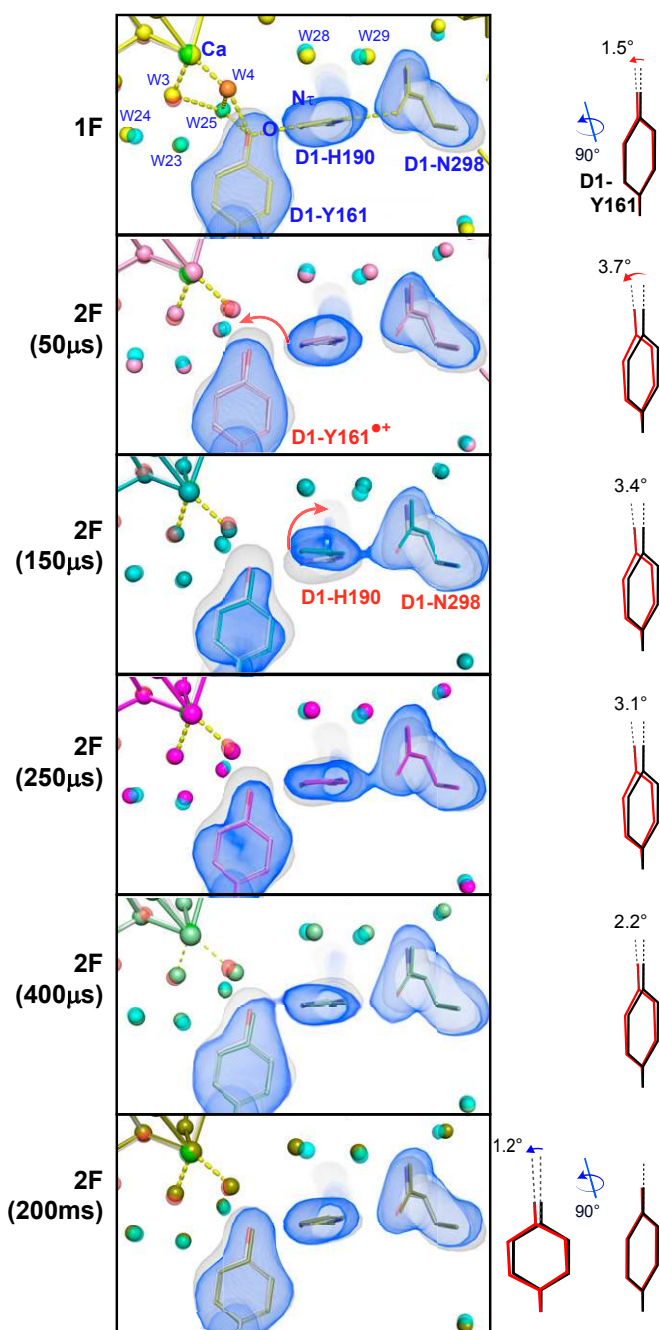 1F
Ca
W3
W4
W28
W29
W24
W25
W23
Nτ
O
D1-H190
D1-N298
D1-Y161
1.5°
90°
D1-
Y161
2F
(50μs)
D1-Y161●+
3.7°
2F
(150μs)
D1-H190
D1-N298
3.4°
2F
(250μs)
3.1°
2F
(400μs)
2.2°
2F
(200ms)
1.2°
90°